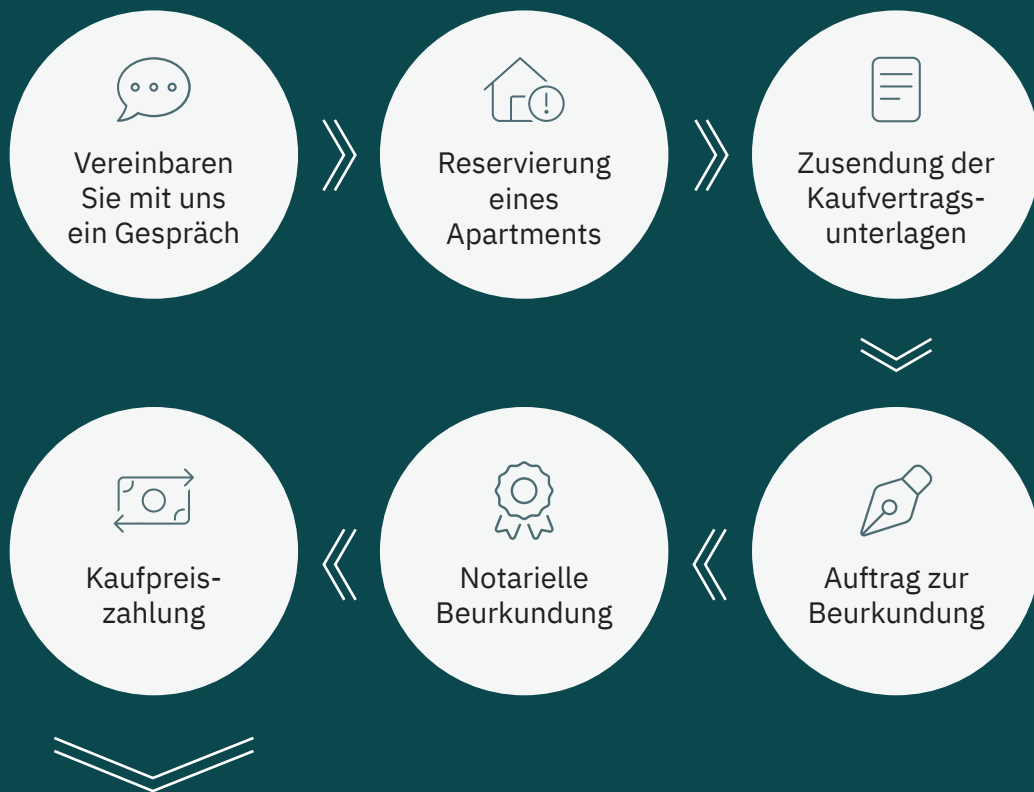 Vereinbaren
Sie mit uns
ein Gespräch
Reservierung
eines
Apartments
Zusendung der
Kaufvertrags-
unterlagen
Auftrag zur
Beurkundung
Notarielle
Beurkundung
Kaufpreis-
zahlung